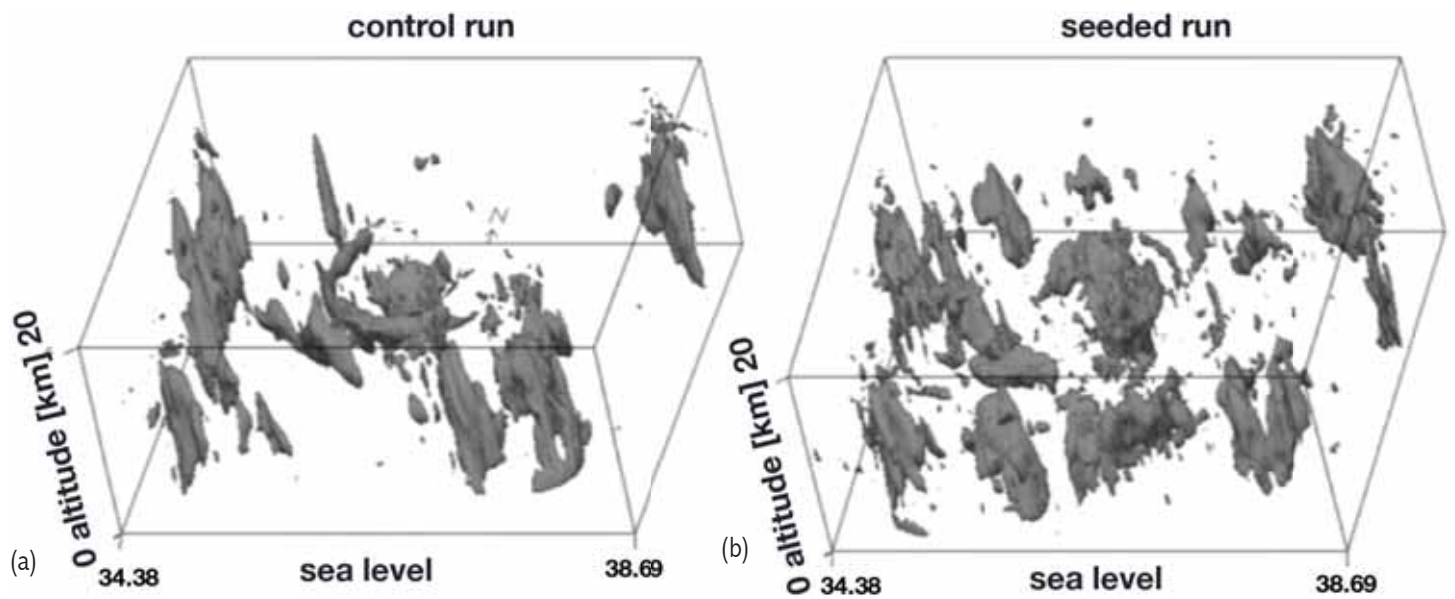 control run
N
0 altitude [km] 20
(a)
34.38
sea level
38.69
seeded run
0 altitude [km] 20
(b)
34.38
sea level
38.69